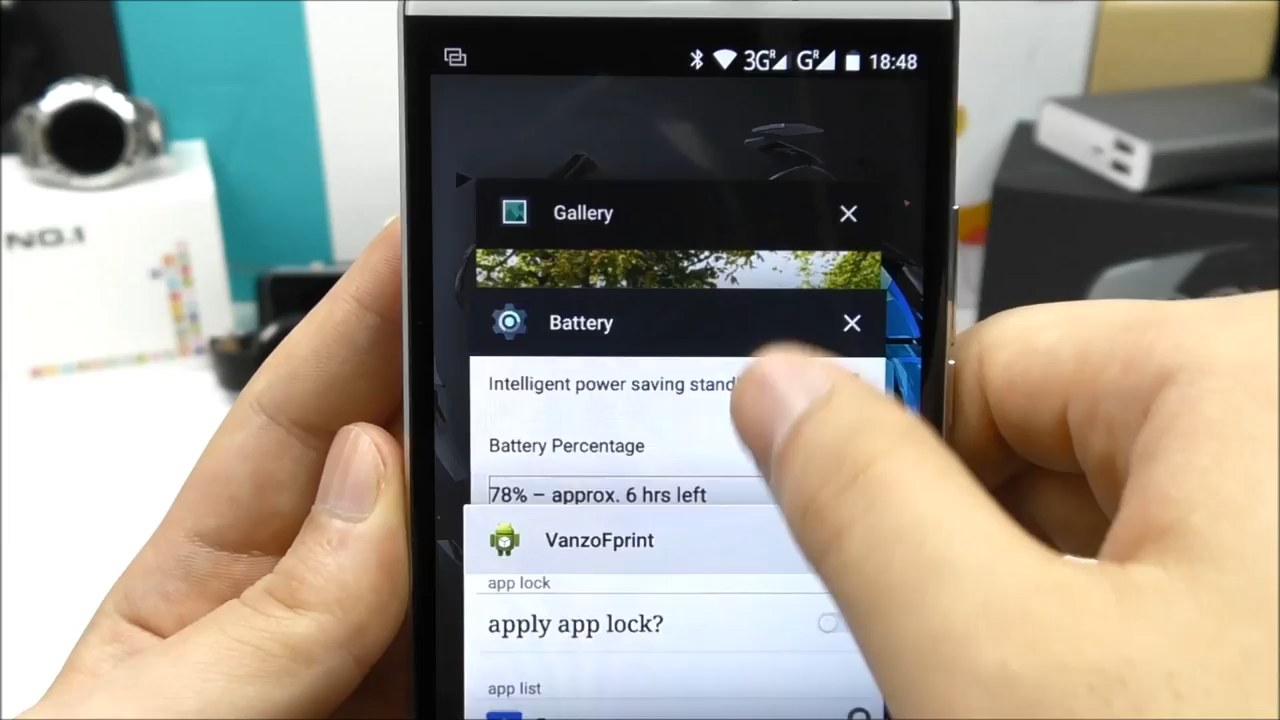 3G R G R 18:48
NO.1
Gallery
Battery
Intelligent power saving stand
Battery Percentage
78% – approx. 6 hrs left
VanzoFprint
app lock
apply app lock?
app list